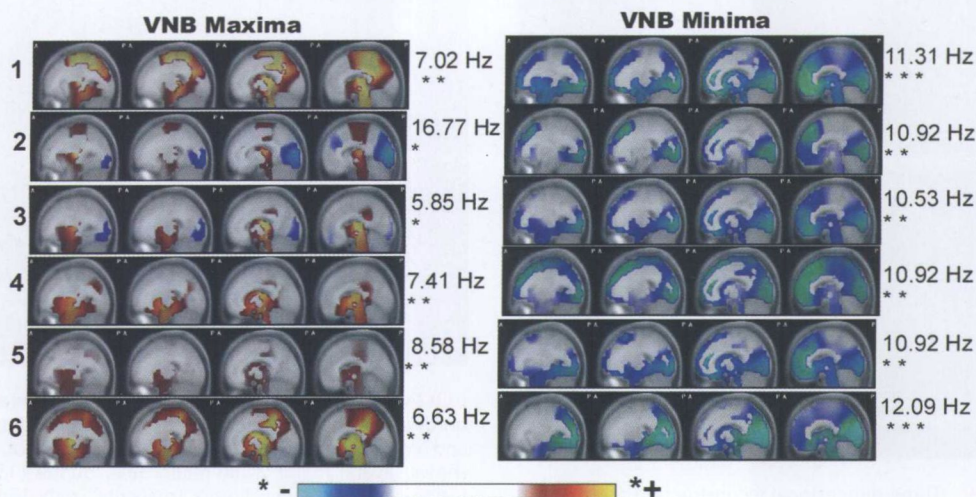 VNB Maxima
1
7.02 Hz
* *
2
16.77 Hz
*
3
5.85 Hz
*
4
7.41 Hz
* *
5
8.58 Hz
* *
6
6.63 Hz
* *
VNB Minima
11.31 Hz
* * *
10.92 Hz
* *
10.53 Hz
* *
10.92 Hz
* *
10.92 Hz
* *
12.09 Hz
* * *
* -
*+